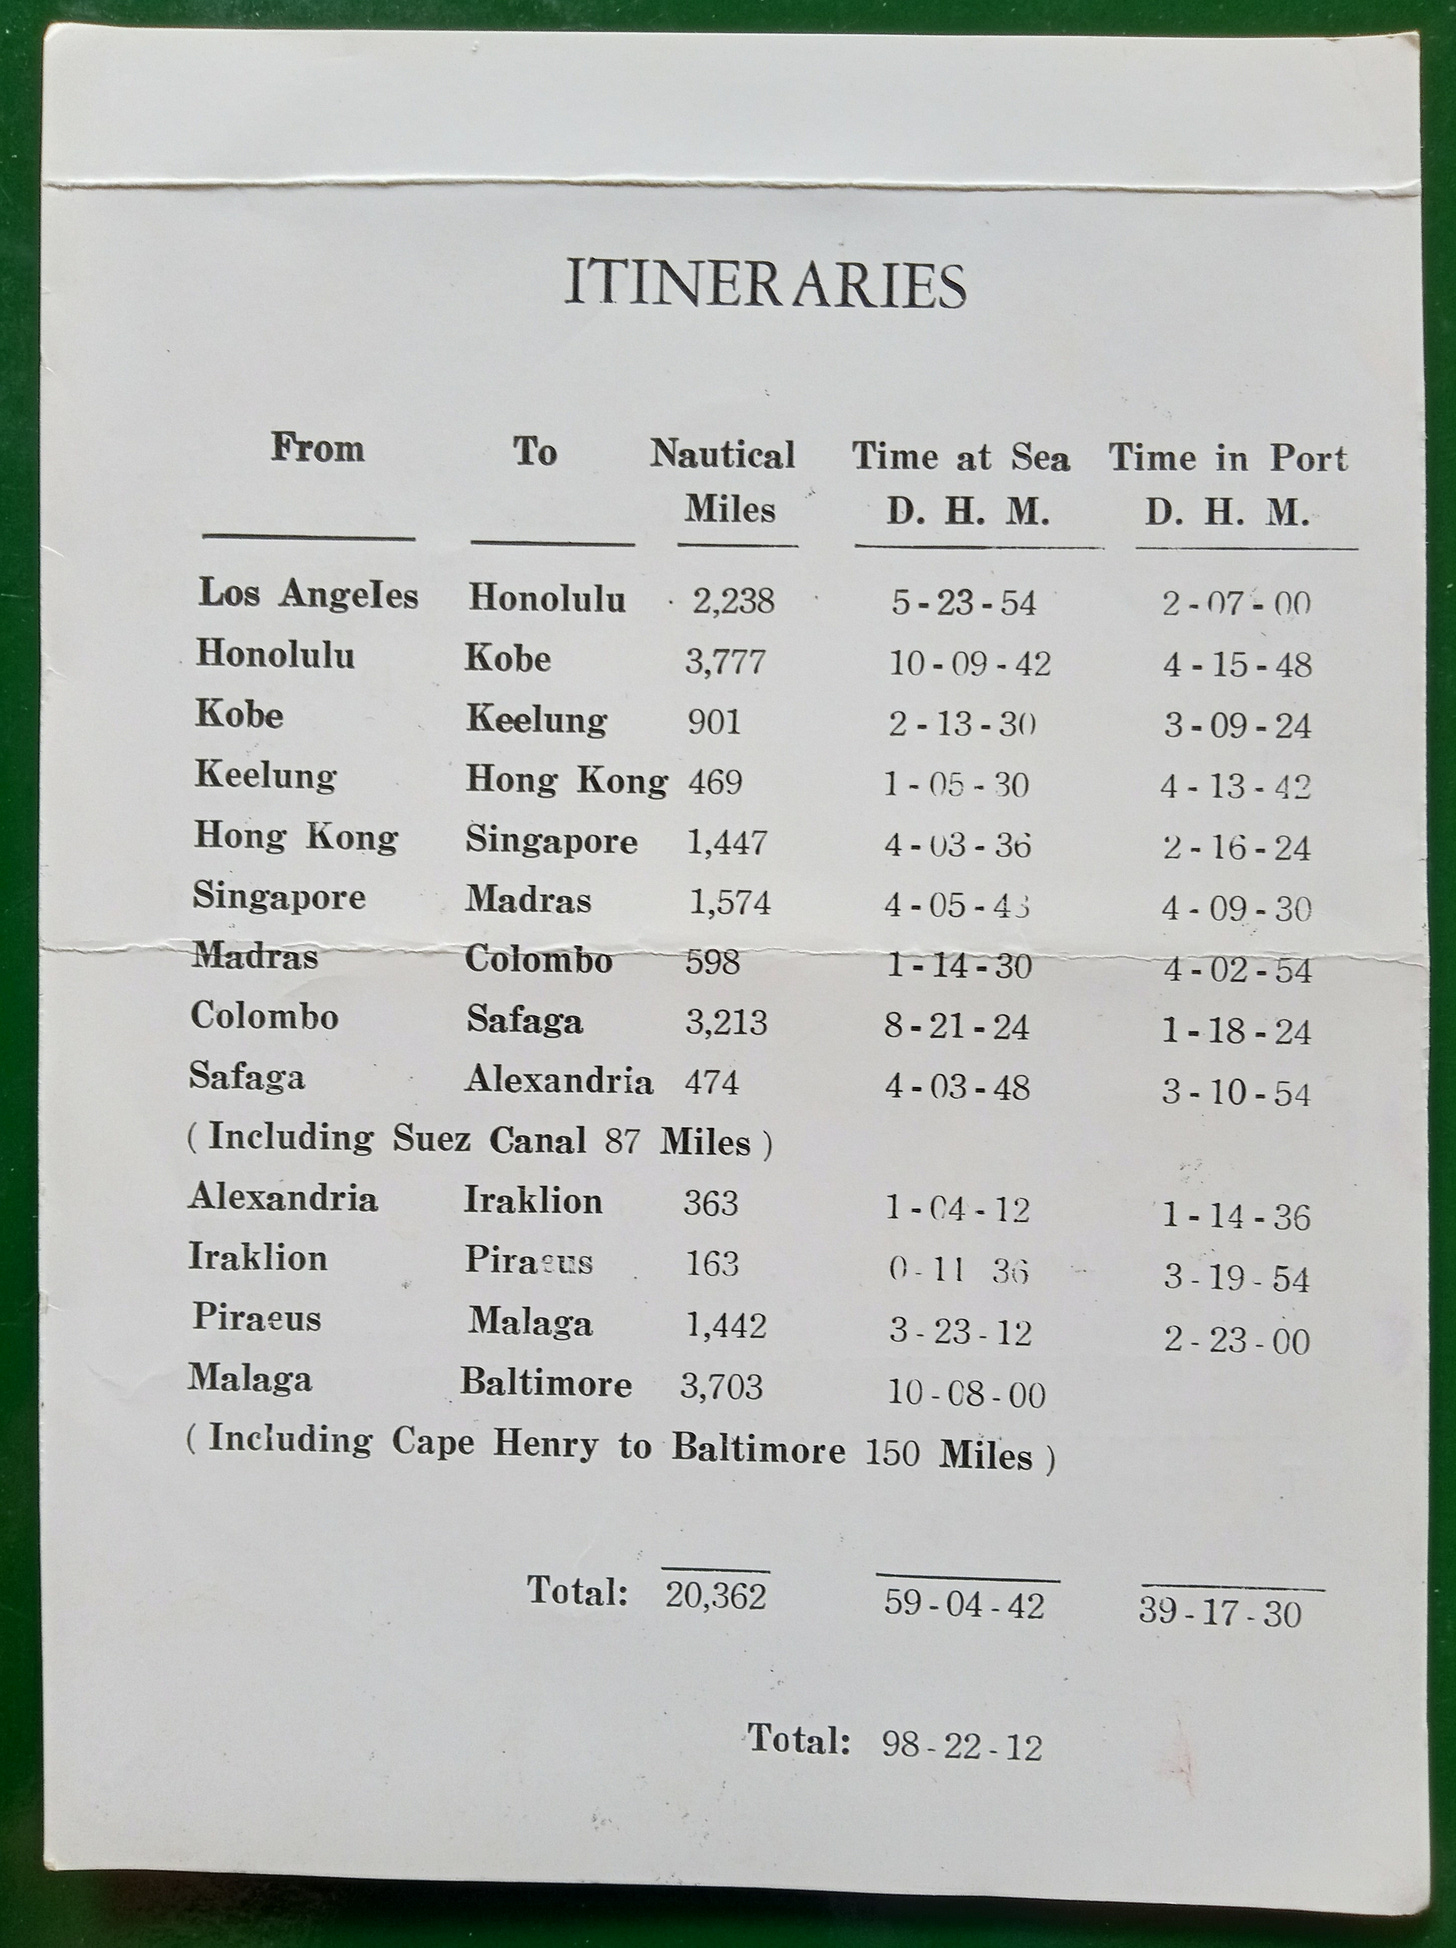 ITINERARIES
From To Nautical Miles Time at Sea D. H. M. Time in Port D. H. M.
Los Angeles Honolulu 2,238 5-23-54 2-07-00
Honolulu Kobe 3,777 10-09-42 4-15-48
Kobe Keelung 901 2-13-30 3-09-24
Keelung Hong Kong 469 1-05-30 4-13-42
Hong Kong Singapore 1,447 4-03-36 2-16-24
Singapore Madras 1,574 4-05-48 4-09-30
Madras Colombo 598 1-14-30 4-02-54
Colombo Safaga 3,213 8-21-24 1-18-24
Safaga Alexandria 474 4-03-48 3-10-54
(Including Suez Canal 87 Miles)
Alexandria Iraklion 363 1-04-12 1-14-36
Iraklion Piraeus 163 0-11 36 3-19-54
Piraeus Malaga 1,442 3-23-12 2-23-00
Malaga Baltimore 3,703 10-08-00
(Including Cape Henry to Baltimore 150 Miles)
Total: 20,362 59-04-42 39-17-30
Total: 98-22-12